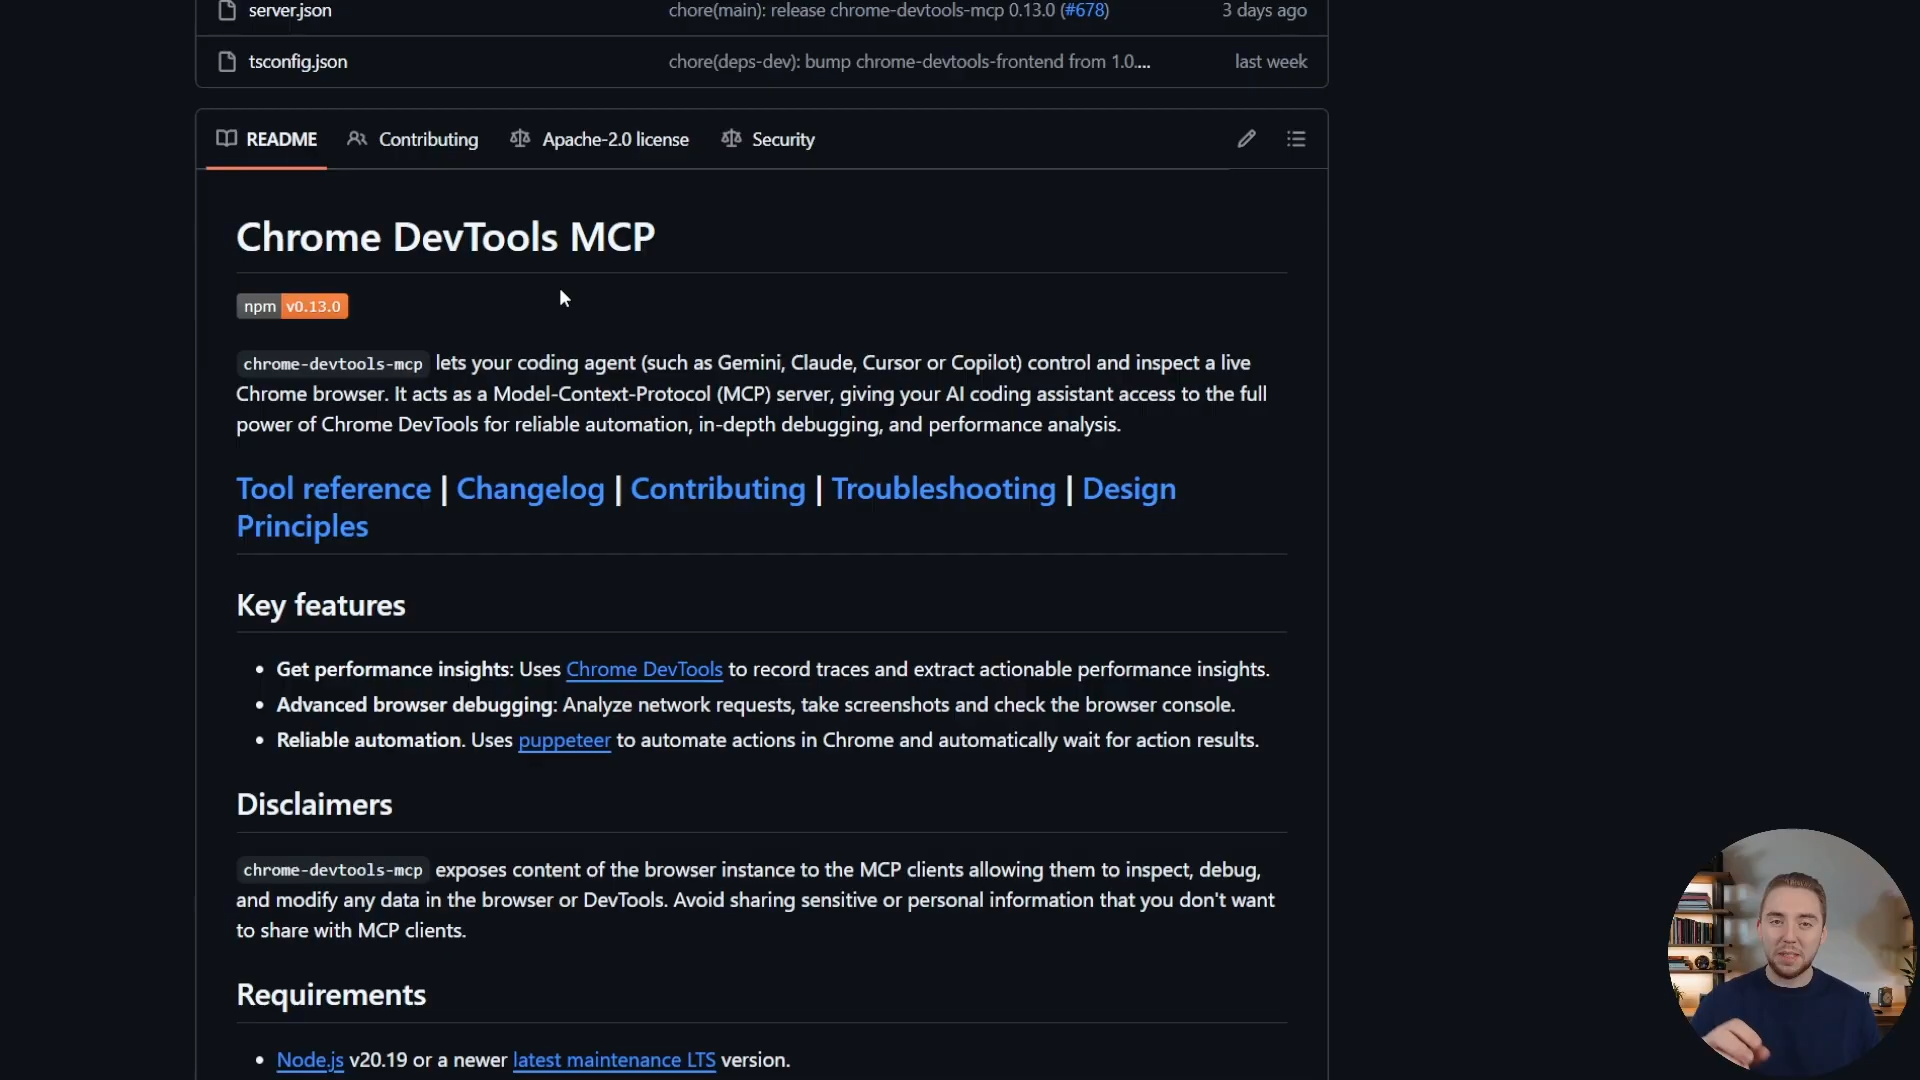 server.json chore(main): release chrome-devtools-mcp 0.13.0 (#678) 3 days ago
tsconfig.json chore(deps-dev): bump chrome-devtools-frontend from 1.0.... last week
README Contributing Apache-2.0 license Security
Chrome DevTools MCP
npm v0.13.0
chrome-devtools-mcp lets your coding agent (such as Gemini, Claude, Cursor or Copilot) control and inspect a live
Chrome browser. It acts as a Model-Context-Protocol (MCP) server, giving your AI coding assistant access to the full
power of Chrome DevTools for reliable automation, in-depth debugging, and performance analysis.
Tool reference | Changelog | Contributing | Troubleshooting | Design
Principles
Key features
• Get performance insights: Uses Chrome DevTools to record traces and extract actionable performance insights.
• Advanced browser debugging: Analyze network requests, take screenshots and check the browser console.
• Reliable automation. Uses puppeteer to automate actions in Chrome and automatically wait for action results.
Disclaimers
chrome-devtools-mcp exposes content of the browser instance to the MCP clients allowing them to inspect, debug,
and modify any data in the browser or DevTools. Avoid sharing sensitive or personal information that you don't want
to share with MCP clients.
Requirements
• Node.js v20.19 or a newer latest maintenance LTS version.